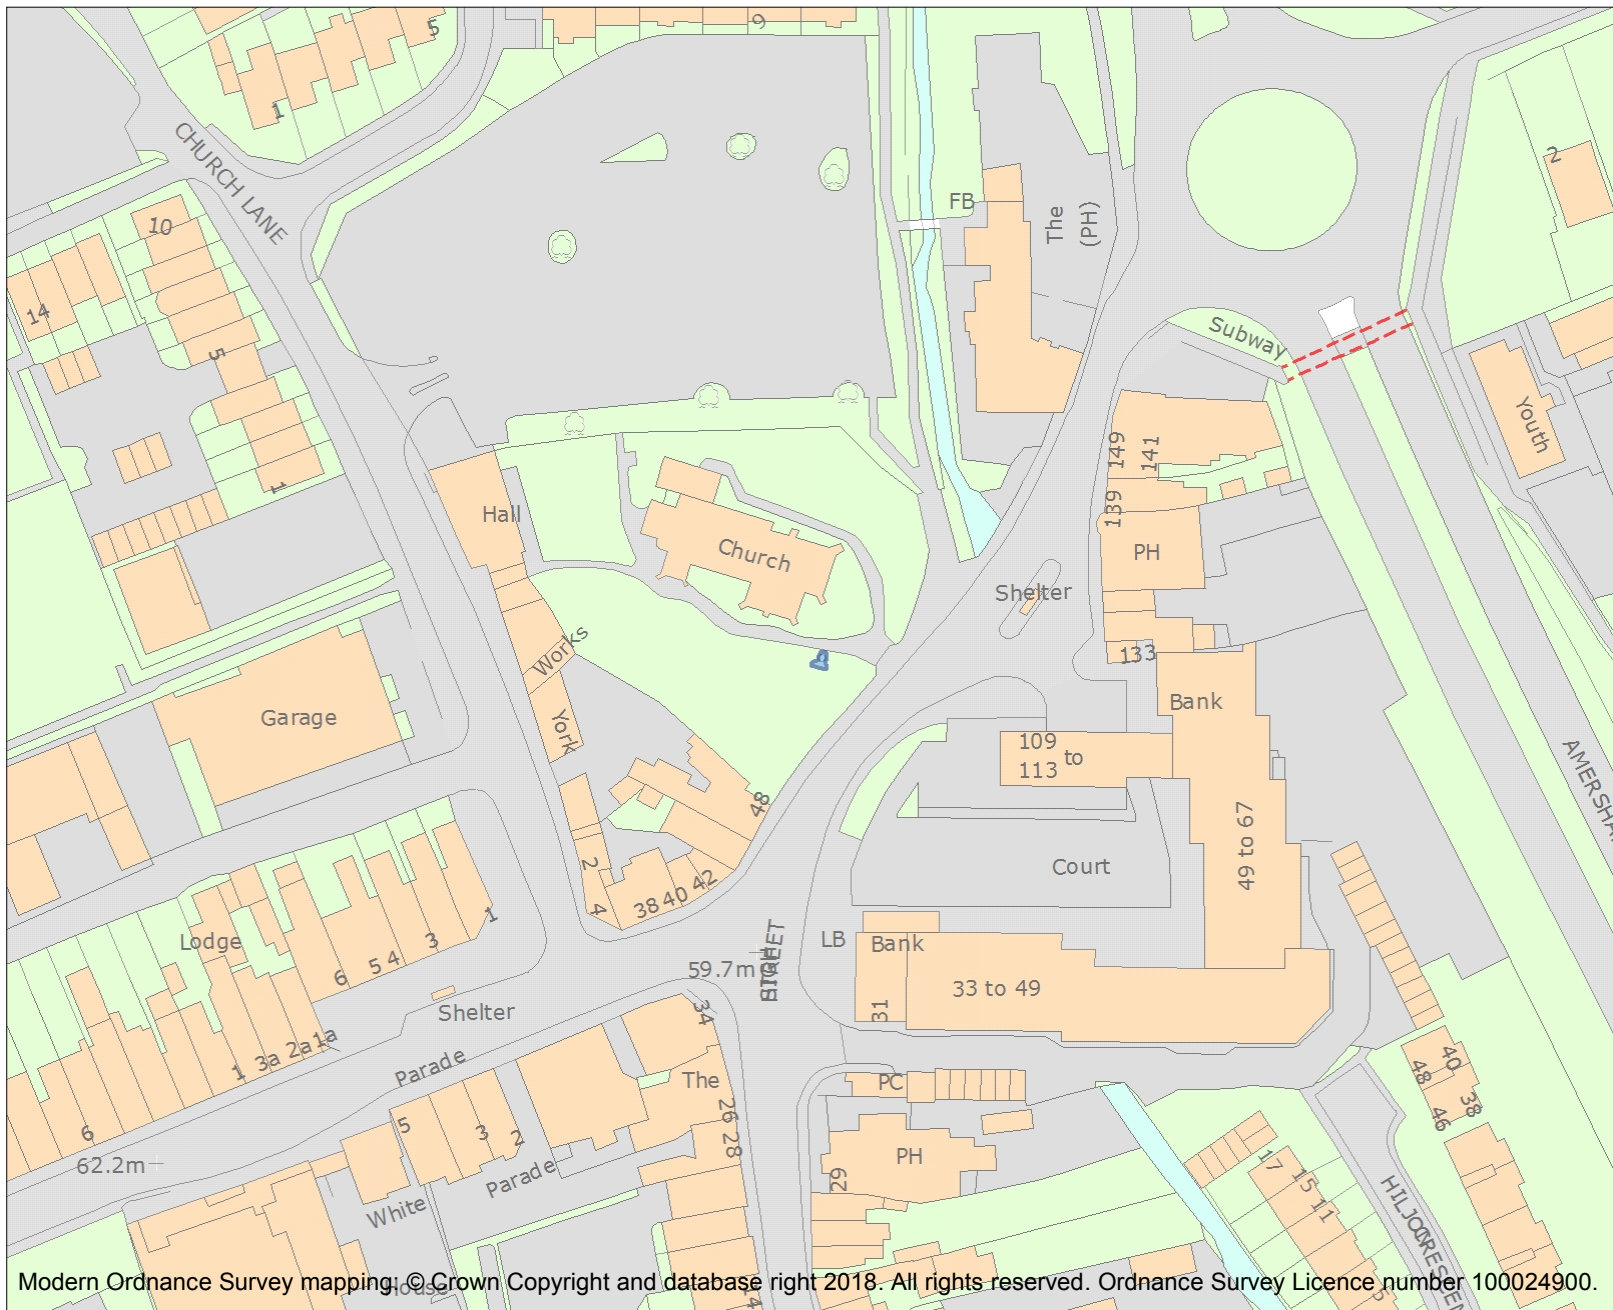 5
9
1
CHURCH LANE
FB
The
(PH)
2
10
14
5
Subway
1
Youth
149
141
139
Hall
Church
PH
Shelter
Works
133
Garage
York
Bank
109
to
113
48
49 to 67
AMERSHA
2
4
38
40
42
Court
1
3
4
5
6
Lodge
59.7m
STREET
LB
Bank
31
33 to 49
Shelter
34
1a
2a
3a
1
Parade
The
PC
26
28
40
48
38
46
6
5
3
2
62.2m
Parade
White
PH
29
17
15
11
5
House
14
Modern Ordnance Survey mapping: © Crown Copyright and database right 2018. All rights reserved. Ordnance Survey Licence number 100024900.